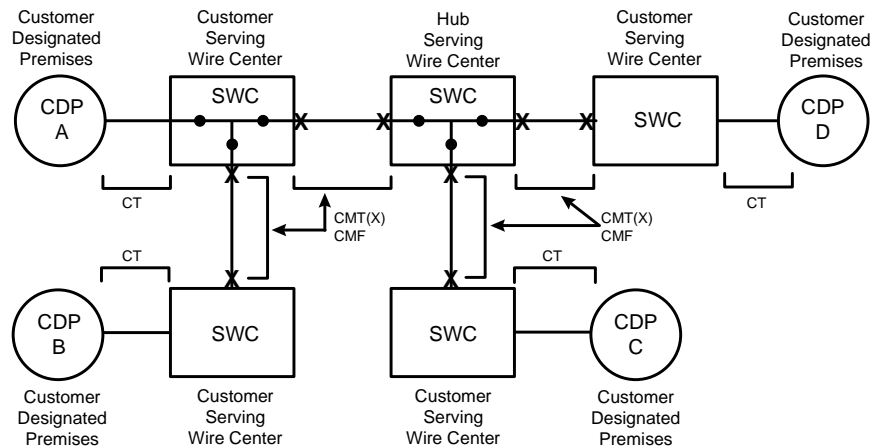 Customer
Designated
Premises
Customer
Serving
Wire Center
Hub
Serving
Wire Center
Customer
Serving
Wire Center
Customer
Designated
Premises
CDP
A
SWC
SWC
SWC
CDP
D
X
X
X
X
X
X
CT
CMT(X)
CMF
CMT(X)
CMF
CT
CT
CT
X
X
CDP
B
SWC
SWC
CDP
C
Customer
Designated
Premises
Customer
Serving
Wire Center
Customer
Serving
Wire Center
Customer
Designated
Premises